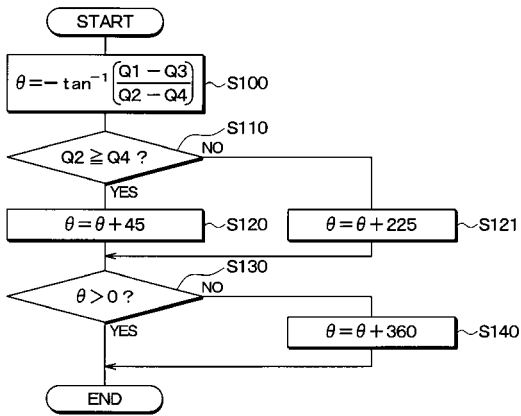 START
θ=−tan⁻¹((Q1−Q3)/(Q2−Q4))
S100
S110
Q2≧Q4 ?
NO
YES
θ=θ+45
S120
θ=θ+225
S121
S130
θ>0 ?
NO
YES
θ=θ+360
S140
END